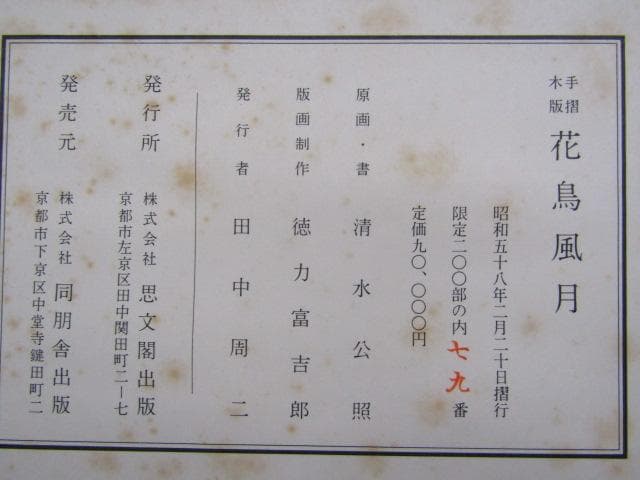 手摺木版 花鳥風月
昭和五十八年二月二十日摺行
限定二〇〇部の内 七九番
定価九〇、〇〇〇円
原画・書 清水公照
版画制作 徳力富吉郎
発行者 田中周二
発行所 株式会社 思文閣出版
京都市左京区田中関田町二―七
発売元 株式会社 同朋舎出版
京都市下京区中堂寺鍵田町二